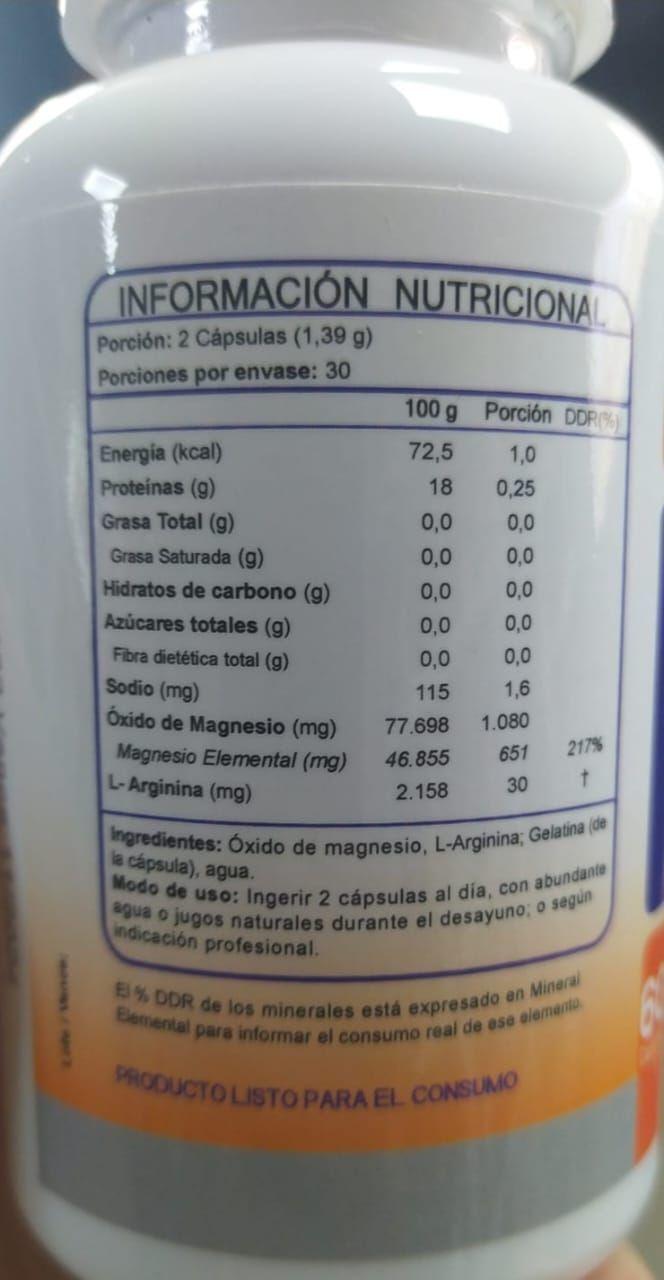 INFORMACIÓN NUTRICIONAL
Porción: 2 Cápsulas (1,39 g)
Porciones por envase: 30
100 g Porción DDR(%)
Energía (kcal) 72,5 1,0
Proteínas (g) 18 0,25
Grasa Total (g) 0,0 0,0
Grasa Saturada (g) 0,0 0,0
Hidratos de carbono (g) 0,0 0,0
Azúcares totales (g) 0,0 0,0
Fibra dietética total (g) 0,0 0,0
Sodio (mg) 115 1,6
Óxido de Magnesio (mg) 77.698 1.080
Magnesio Elemental (mg) 46.855 651 217%
L-Arginina (mg) 2.158 30 †
Ingredientes: Óxido de magnesio, L-Arginina; Gelatina (de
la cápsula), agua.
Modo de uso: Ingerir 2 cápsulas al día, con abundante
agua o jugos naturales durante el desayuno; o según
indicación profesional.
El % DDR de los minerales está expresado en Mineral
Elemental para informar el consumo real de ese elemento.
PRODUCTO LISTO PARA EL CONSUMO